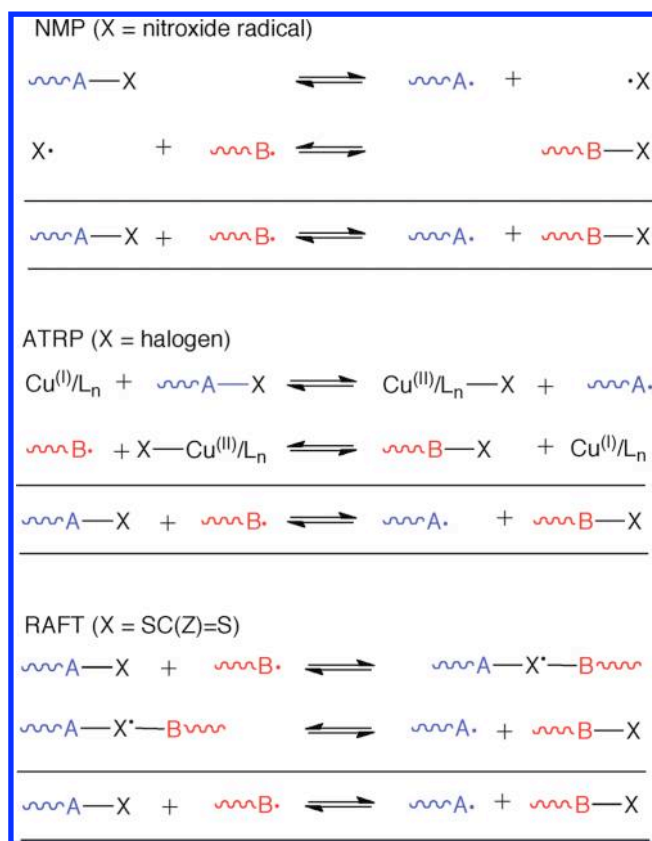 NMP (X = nitroxide radical)
A—X ⇌ A• + •X
X• + B• ⇌ B—X
A—X + B• ⇌ A• + B—X
ATRP (X = halogen)
Cu(I)/Ln + A—X ⇌ Cu(II)/Ln—X + A•
B• + X—Cu(II)/Ln ⇌ B—X + Cu(I)/Ln
A—X + B• ⇌ A• + B—X
RAFT (X = SC(Z)=S)
A—X + B• ⇌ A—X•—B
A—X•—B ⇌ A• + B—X
A—X + B• ⇌ A• + B—X